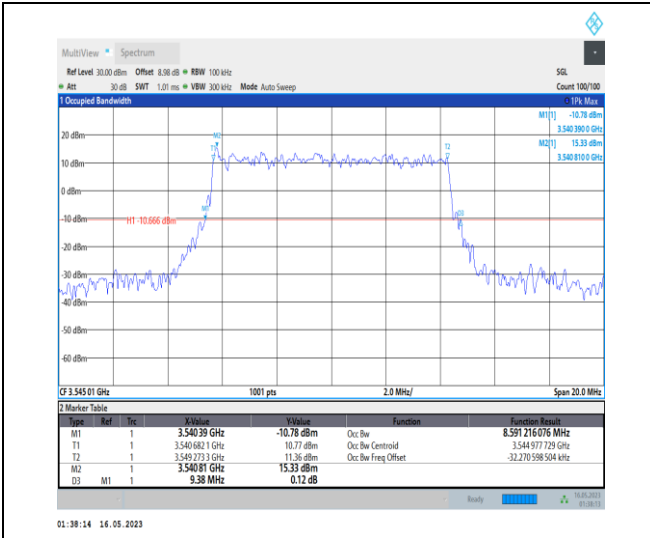 MultiView Spectrum
Ref Level 30.00 dBm Offset 8.98 dB RBW 100 kHz SGL
Att 30 dB SWT 1.01 ms VBW 300 kHz Mode Auto Sweep Count 100/100
1 Occupied Bandwidth 1Pk Max
M1[1] -10.78 dBm
3.540 390 0 GHz
M2[1] 15.33 dBm
3.540 810 0 GHz
M2
T1
T2
20 dBm
10 dBm
0 dBm
M1
D3
-10 dBm
H1 -10.666 dBm
-20 dBm
-30 dBm
-40 dBm
-50 dBm
-60 dBm
CF 3.545 01 GHz 1001 pts 2.0 MHz/ Span 20.0 MHz
2 Marker Table
Type Ref Trc X-Value Y-Value Function Function Result
M1 1 3.540 39 GHz -10.78 dBm Occ Bw 8.591 216 076 MHz
T1 1 3.540 682 1 GHz 10.77 dBm Occ Bw Centroid 3.544 977 729 GHz
T2 1 3.549 273 3 GHz 11.36 dBm Occ Bw Freq Offset -32.270 598 504 kHz
M2 1 3.540 81 GHz 15.33 dBm
D3 M1 1 9.38 MHz 0.12 dB
Ready 16.05.2023
01:38:13
01:38:14 16.05.2023